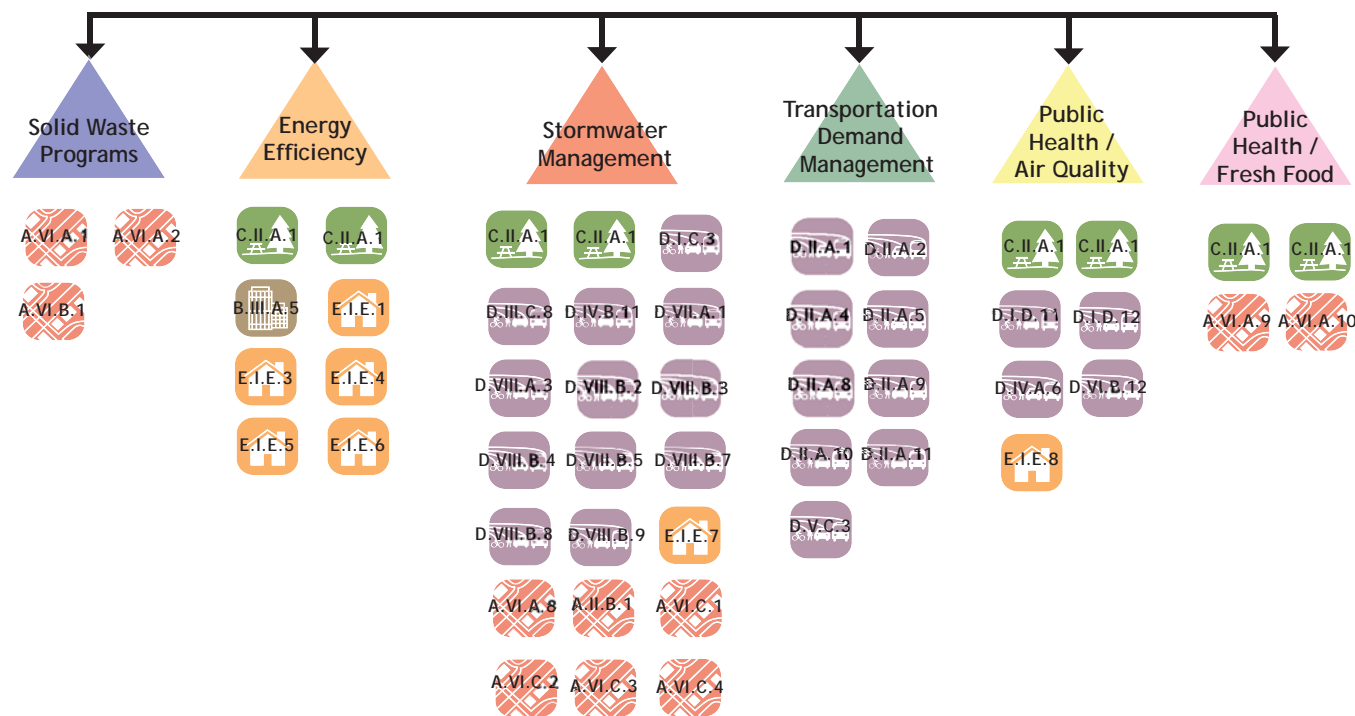 Solid Waste
Programs
Energy
Efficiency
Stormwater
Management
Transportation
Demand
Management
Public
Health /
Air Quality
Public
Health /
Fresh Food
A.VI.A.1
A.VI.A.2
A.VI.B.1
C.II.A.1
C.II.A.1
B.III.A.5
E.I.E.1
E.I.E.3
E.I.E.4
E.I.E.5
E.I.E.6
C.II.A.1
C.II.A.1
D.I.C.3
D.III.C.8
D.IV.B.11
D.VII.A.1
D.VIII.A.3
D.VIII.B.2
D.VIII.B.3
D.VIII.B.4
D.VIII.B.5
D.VIII.B.7
D.VIII.B.8
D.VIII.B.9
E.I.E.7
A.VI.A.8
A.II.B.1
A.VI.C.1
A.VI.C.2
A.VI.C.3
A.VI.C.4
D.II.A.1
D.II.A.2
D.II.A.4
D.II.A.5
D.II.A.8
D.II.A.9
D.II.A.10
D.II.A.11
D.V.C.3
C.II.A.1
C.II.A.1
D.I.D.11
D.I.D.12
D.IV.A.6
D.VI.B.12
E.I.E.8
C.II.A.1
C.II.A.1
A.VI.A.9
A.VI.A.10